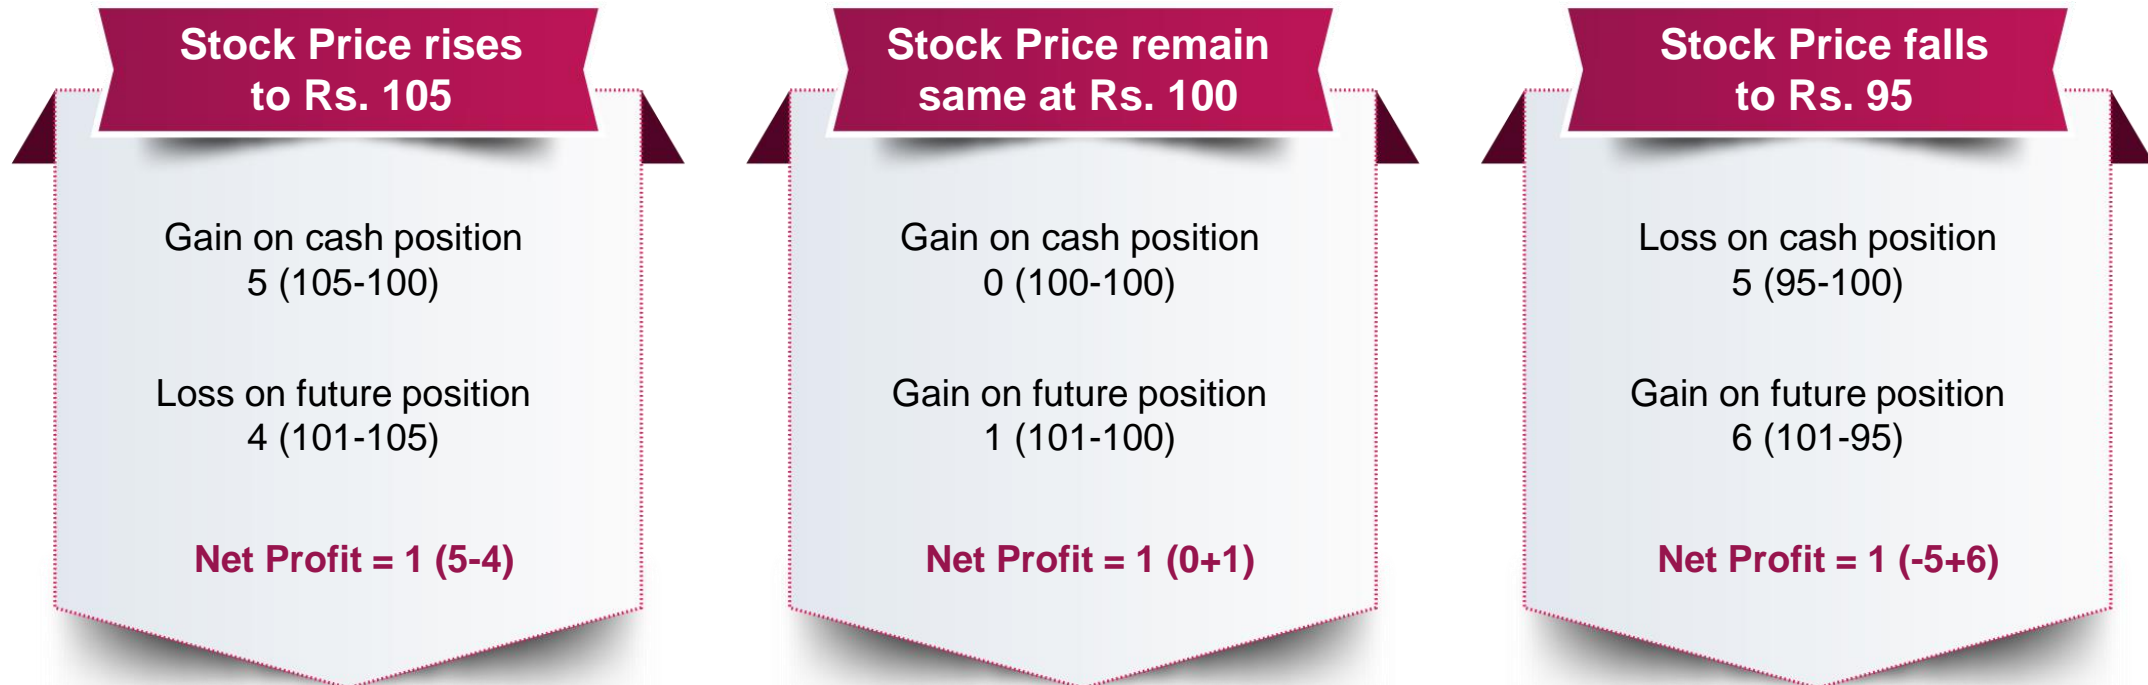 Stock Price rises
to Rs. 105
Gain on cash position
5 (105-100)
Loss on future position
4 (101-105)
Net Profit = 1 (5-4)
Stock Price remain
same at Rs. 100
Gain on cash position
0 (100-100)
Gain on future position
1 (101-100)
Net Profit = 1 (0+1)
Stock Price falls
to Rs. 95
Loss on cash position
5 (95-100)
Gain on future position
6 (101-95)
Net Profit = 1 (-5+6)